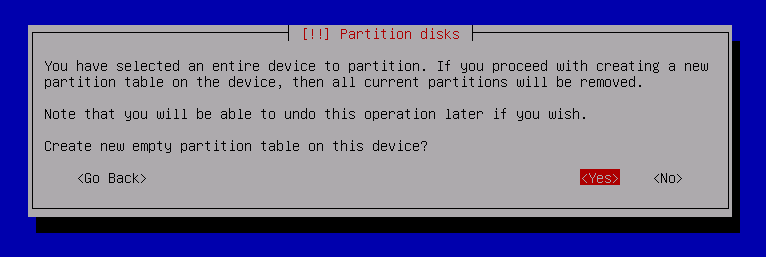 [!!] Partition disks
You have selected an entire device to partition. If you proceed with creating a new
partition table on the device, then all current partitions will be removed.
Note that you will be able to undo this operation later if you wish.
Create new empty partition table on this device?
<Go Back> <Yes> <No>